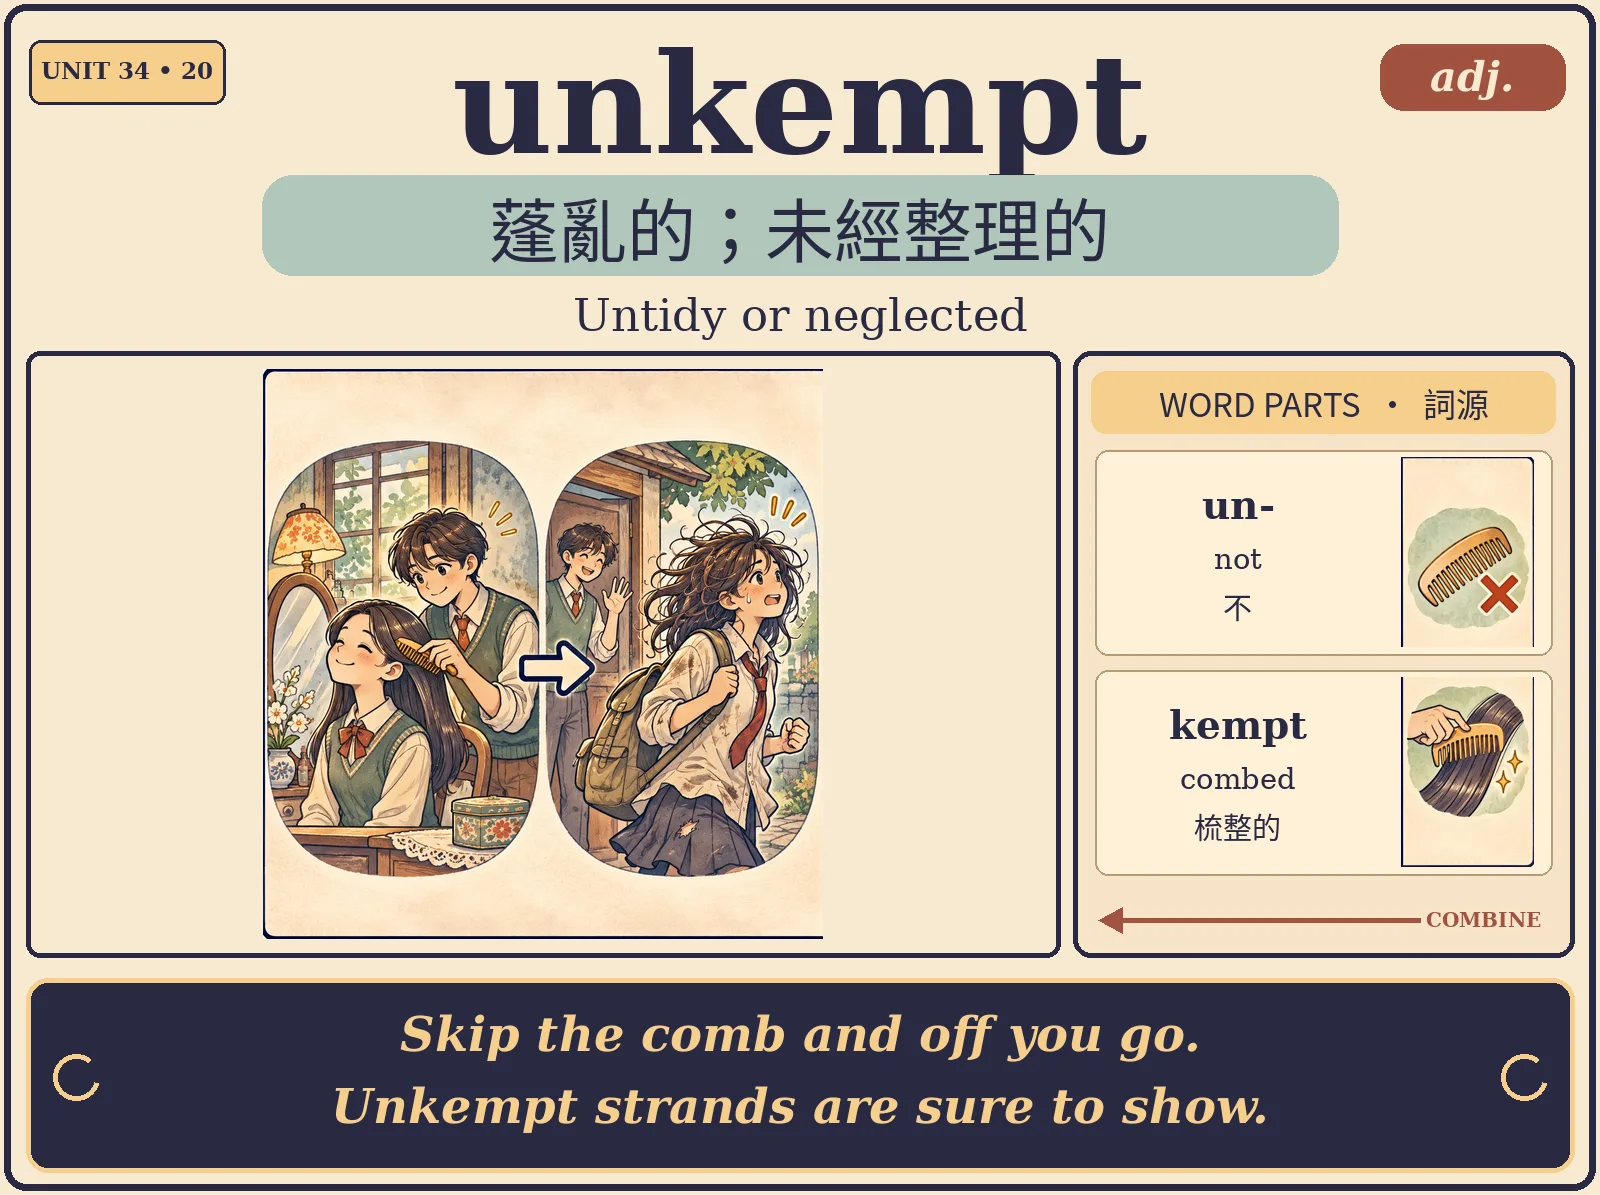 UNIT 34 • 20
unkempt
adj.
蓬亂的；未經整理的
Untidy or neglected
WORD PARTS • 詞源
un-
not
不
kempt
combed
梳整的
COMBINE
Skip the comb and off you go.
Unkempt strands are sure to show.